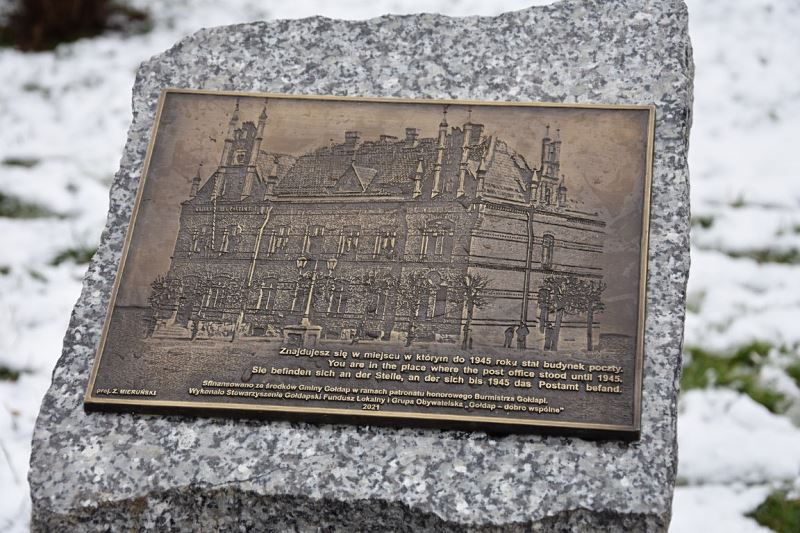 Znajdujesz się w miejscu w którym do 1945 roku stał budynek poczty.
You are in the place where the post office stood until 1945.
Sie befinden sich an der Stelle, an der sich bis 1945 das Postamt befand.
Sfinansowano ze środków Gminy Gołdap w ramach patronatu honorowego Burmistrza Gołdapi.
proj. Z. MICRUŃSKI
Wykonało Stowarzyszenie Gołdapski Fundusz Lokalny i Grupa Obywatelska „Gołdap – dobro wspólne"
2021